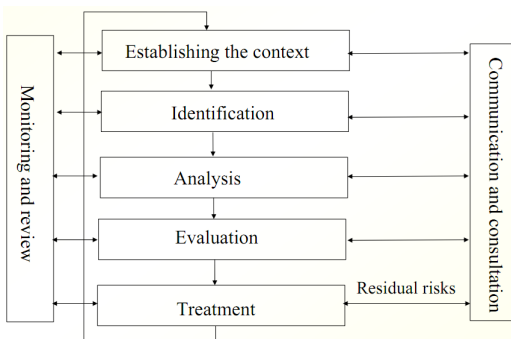 Establishing the context
Identification
Analysis
Evaluation
Residual risks
Treatment
Monitoring and review
Communication and consultation